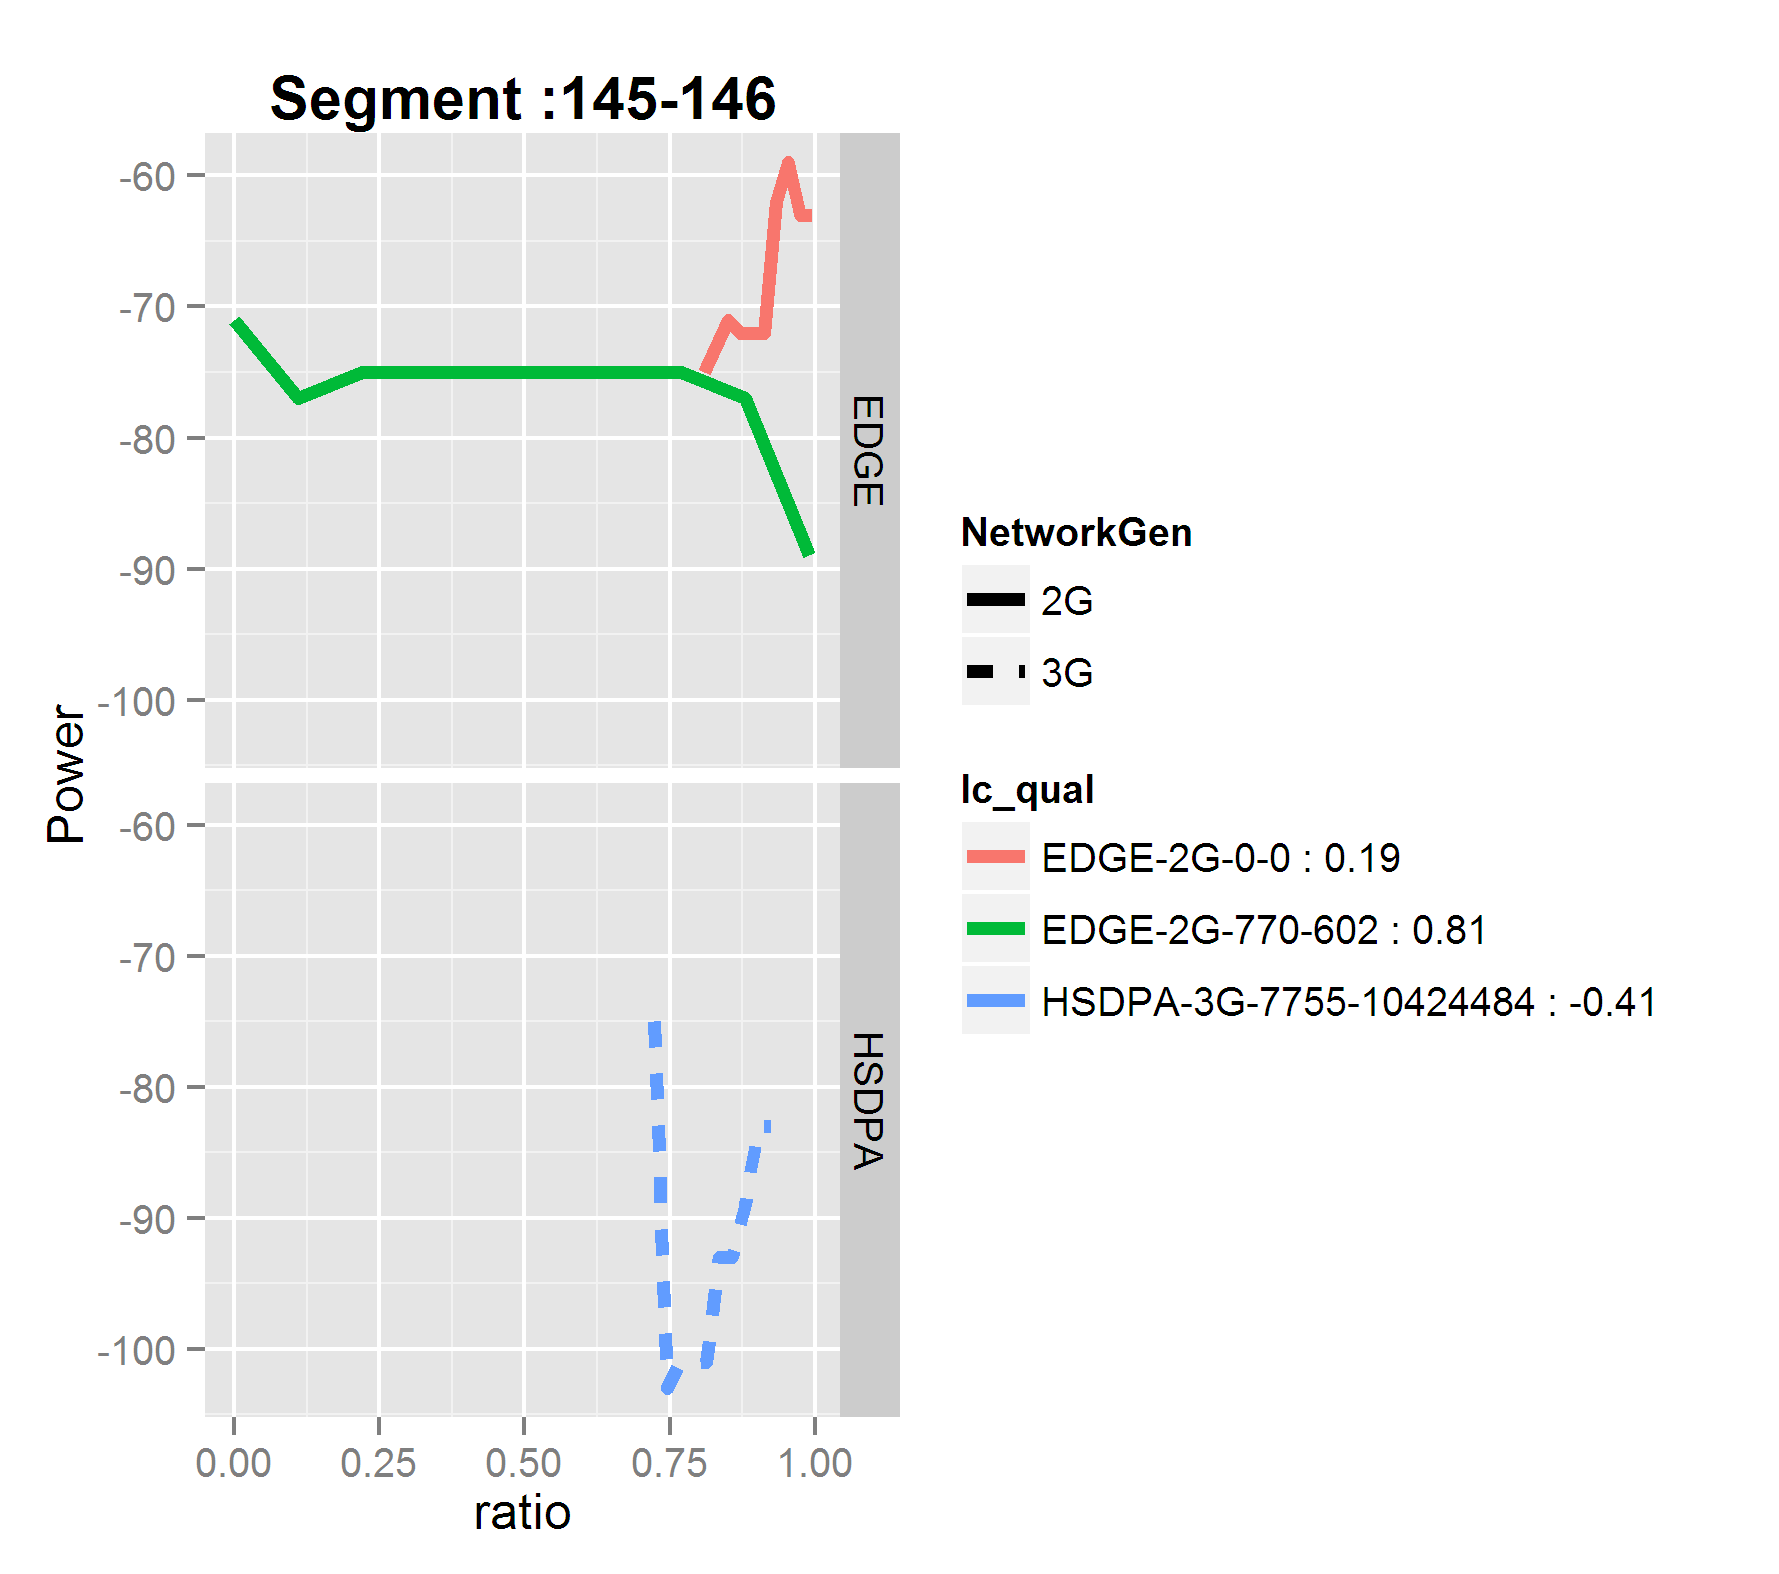 Segment :145-146
-60
-70
-80
-90
-100
EDGE
-60
-70
-80
-90
-100
HSDPA
Power
0.00 0.25 0.50 0.75 1.00
ratio
NetworkGen
2G
3G
lc_qual
EDGE-2G-0-0 : 0.19
EDGE-2G-770-602 : 0.81
HSDPA-3G-7755-10424484 : -0.41